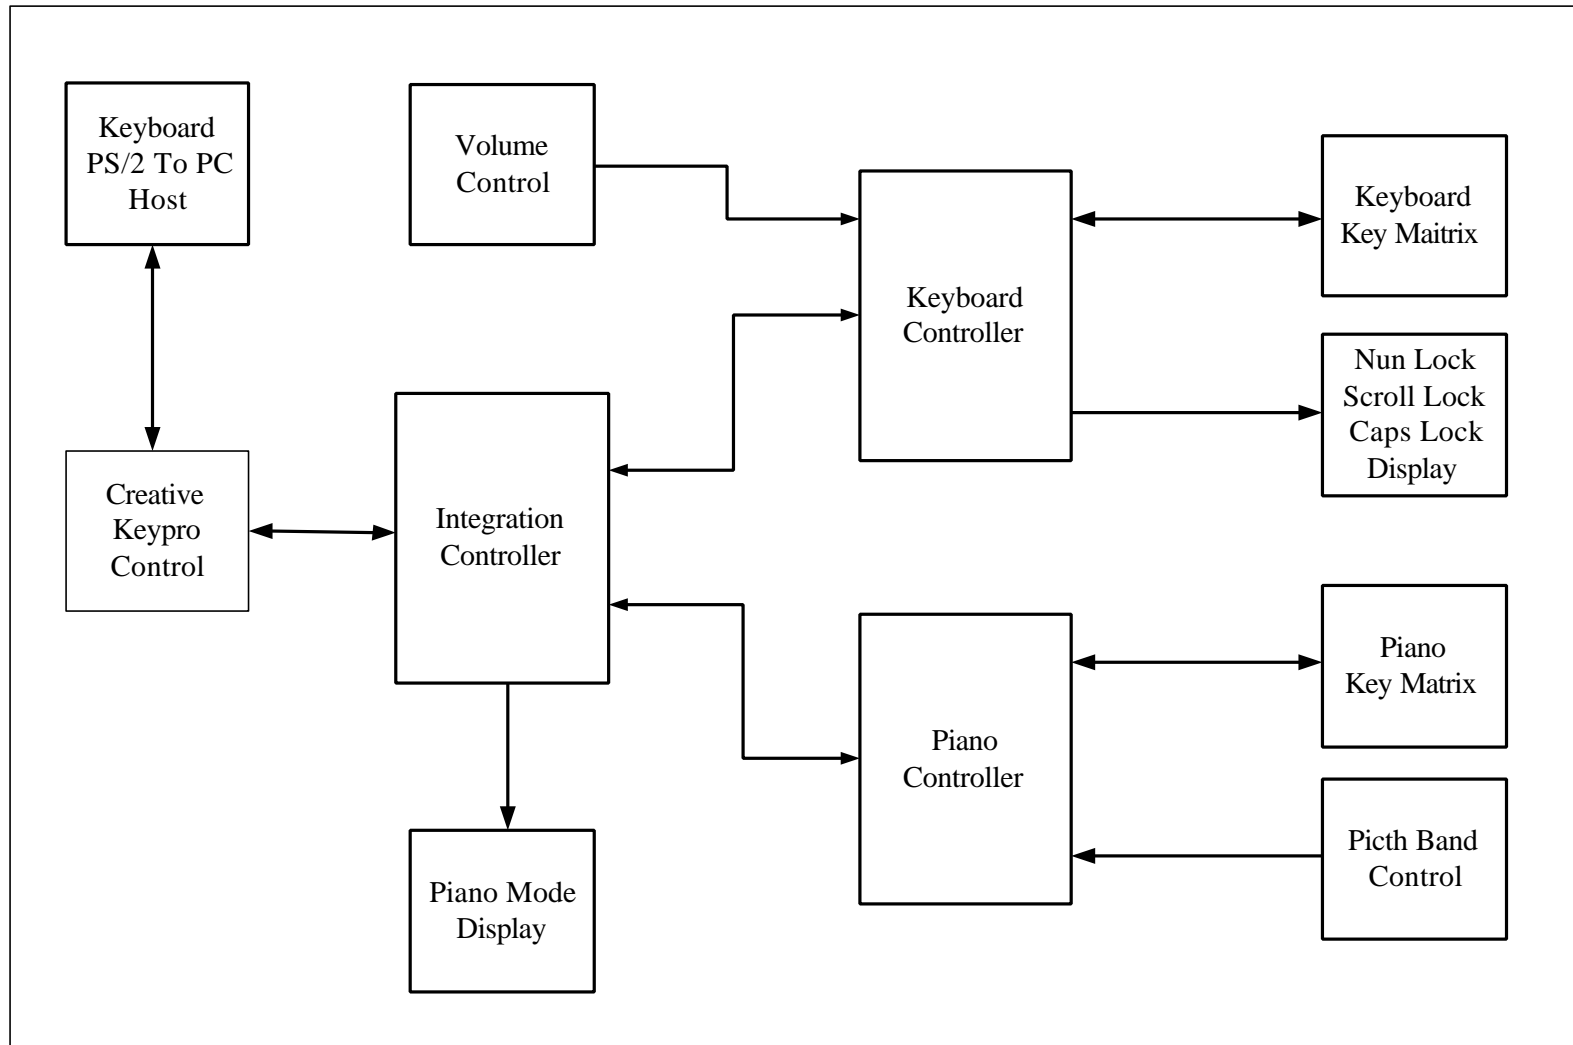 Keyboard
PS/2 To PC
Host
Volume
Control
Keyboard
Key Maitrix
Keyboard
Controller
Nun Lock
Scroll Lock
Caps Lock
Display
Creative
Keypro
Control
Integration
Controller
Piano
Key Matrix
Piano
Controller
Picth Band
Control
Piano Mode
Display